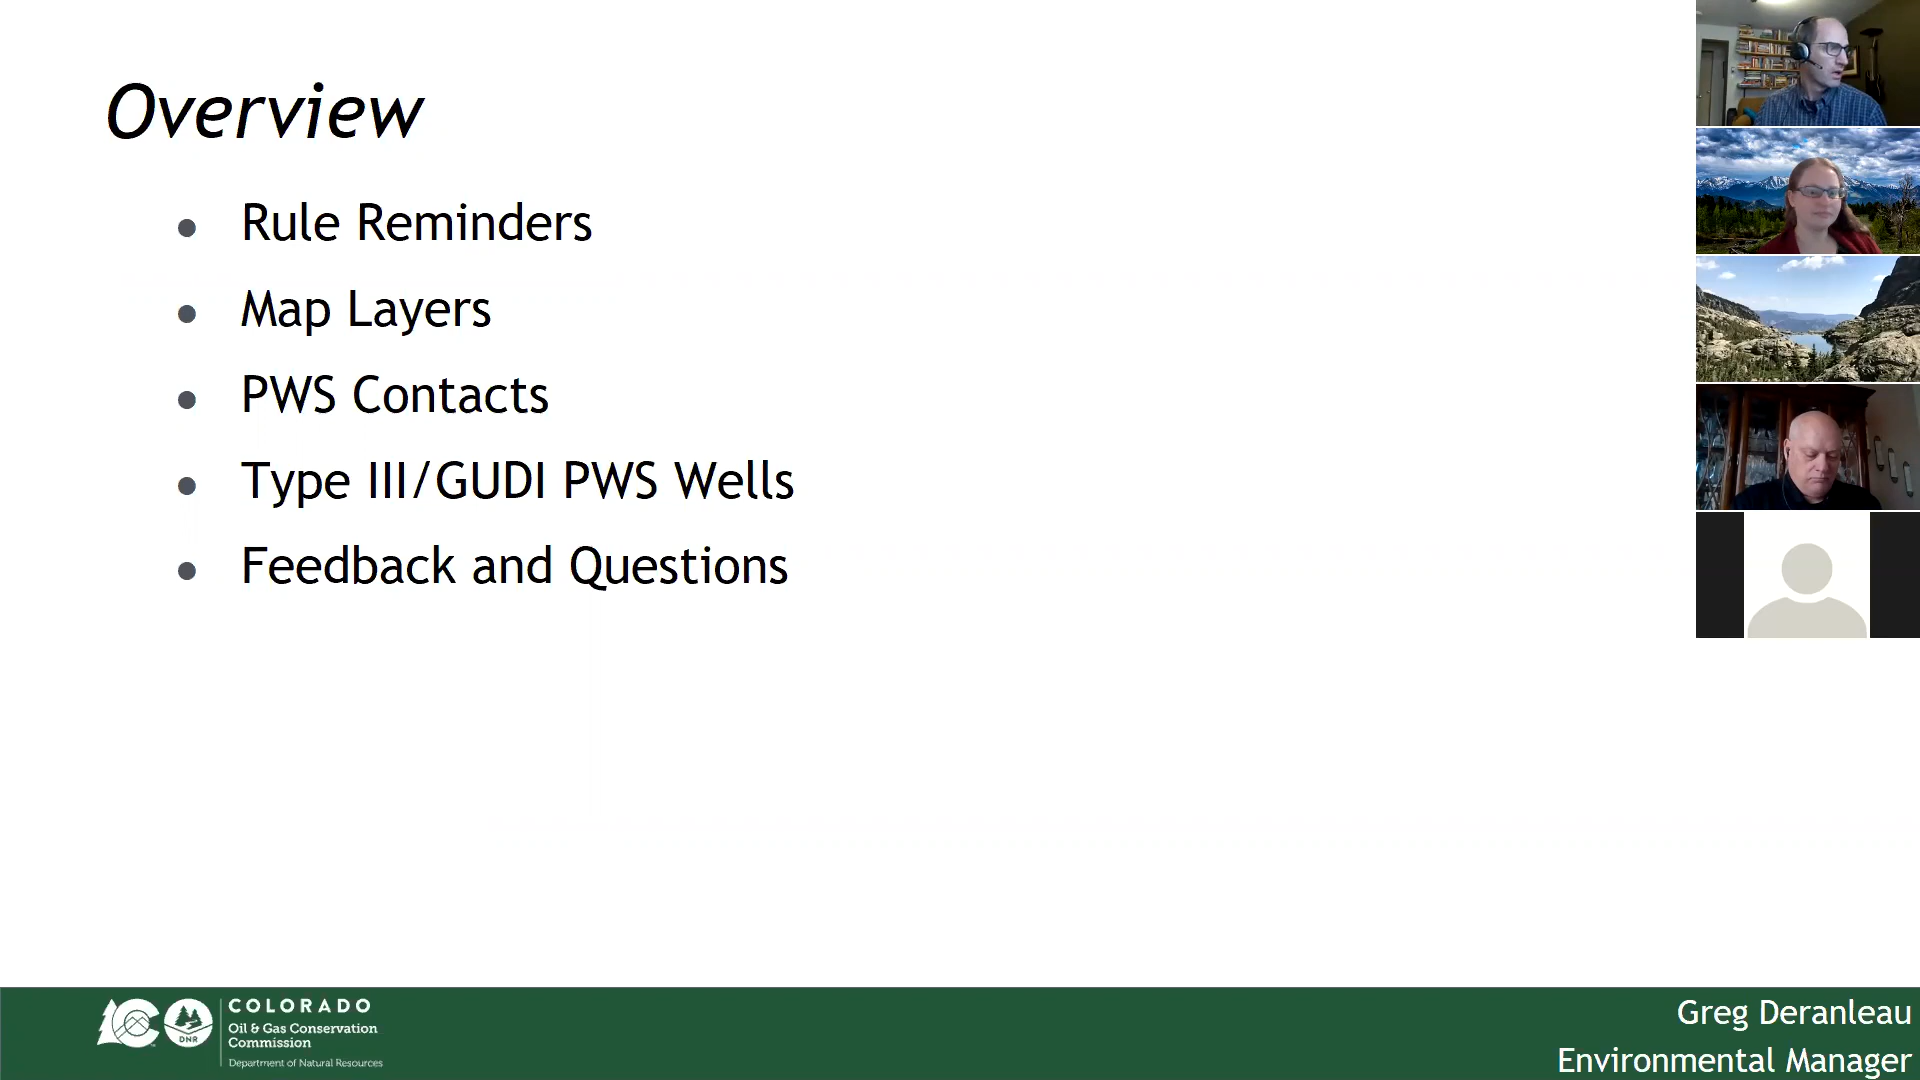 Overview
Rule Reminders
Map Layers
PWS Contacts
Type III/GUDI PWS Wells
Feedback and Questions
DNR
COLORADO
Oil & Gas Conservation
Commission
Department of Natural Resources
Greg Deranleau
Environmental Manager